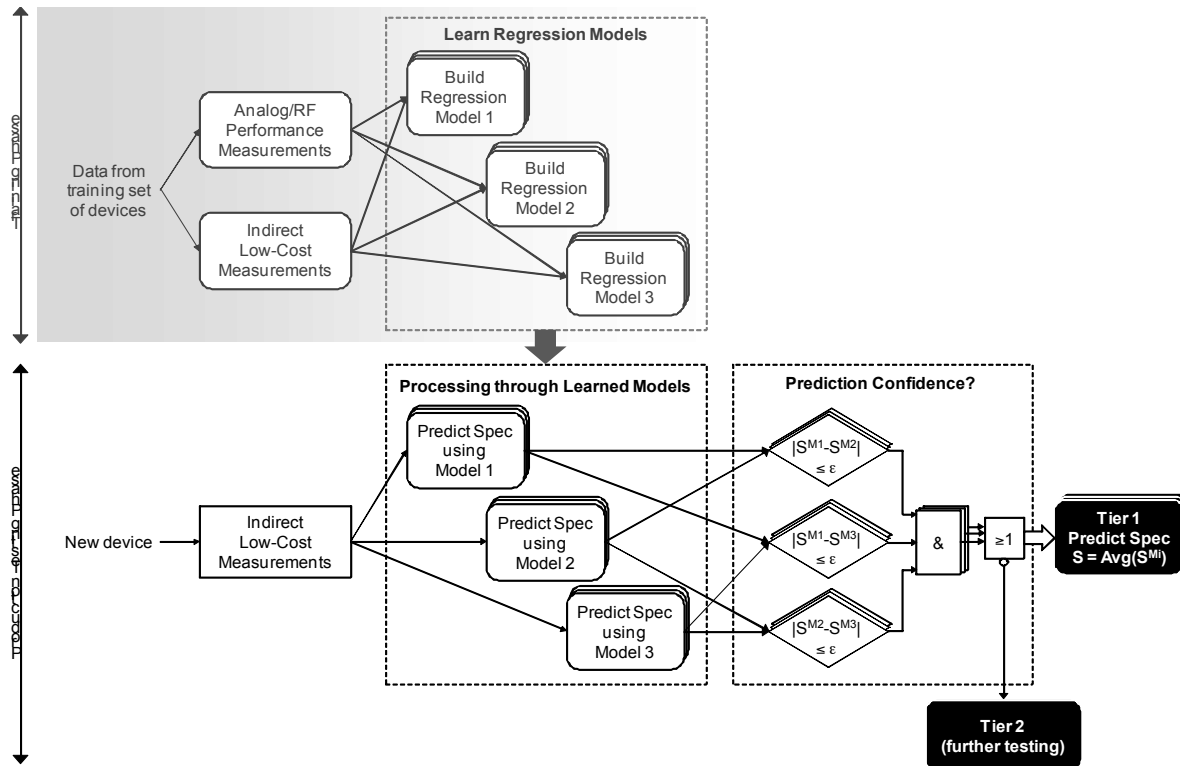 Learn Regression Models
Build
Regression
Model 1
Analog/RF
Performance
Measurements
Build
Regression
Model 2
Data from
training set
of devices
Indirect
Low-Cost
Measurements
Build
Regression
Model 3
Processing through Learned Models
Prediction Confidence?
Predict Spec
using
Model 1
|S^M1-S^M2|
≤ ε
New device
Indirect
Low-Cost
Measurements
Predict Spec
using
Model 2
|S^M1-S^M3|
≤ ε
&
≥1
Tier 1
Predict Spec
S = Avg(S^Mi)
Predict Spec
using
Model 3
|S^M2-S^M3|
≤ ε
Tier 2
(further testing)